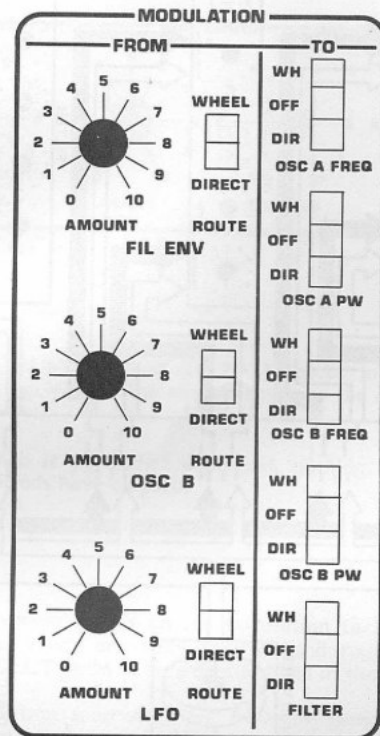 MODULATION
FROM
TO
5
4 6
3 7
2 8
1 9
0 10
AMOUNT
FIL ENV
WHEEL
DIRECT
ROUTE
5
4 6
3 7
2 8
1 9
0 10
AMOUNT
OSC B
WHEEL
DIRECT
ROUTE
5
4 6
3 7
2 8
1 9
0 10
AMOUNT
LFO
WHEEL
DIRECT
ROUTE
WH
OFF
DIR
OSC A FREQ
WH
OFF
DIR
OSC A PW
WH
OFF
DIR
OSC B FREQ
WH
OFF
DIR
OSC B PW
WH
OFF
DIR
FILTER